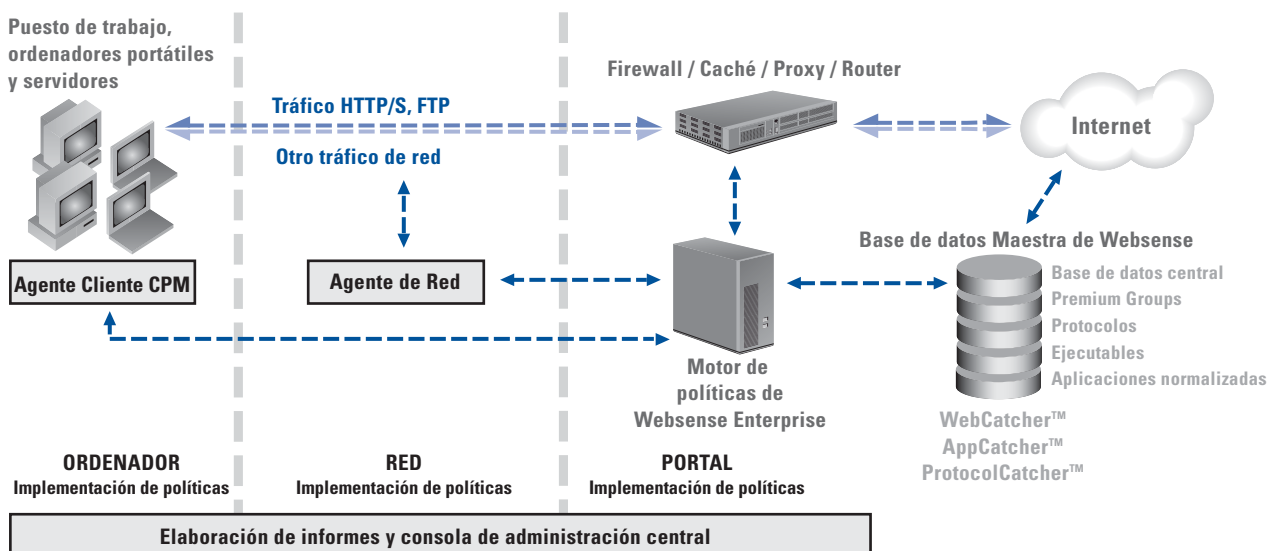 Puesto de trabajo,
ordenadores portátiles
y servidores
Firewall / Caché / Proxy / Router
Tráfico HTTP/S, FTP
Internet
Otro tráfico de red
Base de datos Maestra de Websense
Agente Cliente CPM
Agente de Red
Base de datos central
Premium Groups
Protocolos
Ejecutables
Aplicaciones normalizadas
Motor de
políticas de
Websense Enterprise
WebCatcher™
AppCatcher™
ProtocolCatcher™
ORDENADOR
Implementación de políticas
RED
Implementación de políticas
PORTAL
Implementación de políticas
Elaboración de informes y consola de administración central